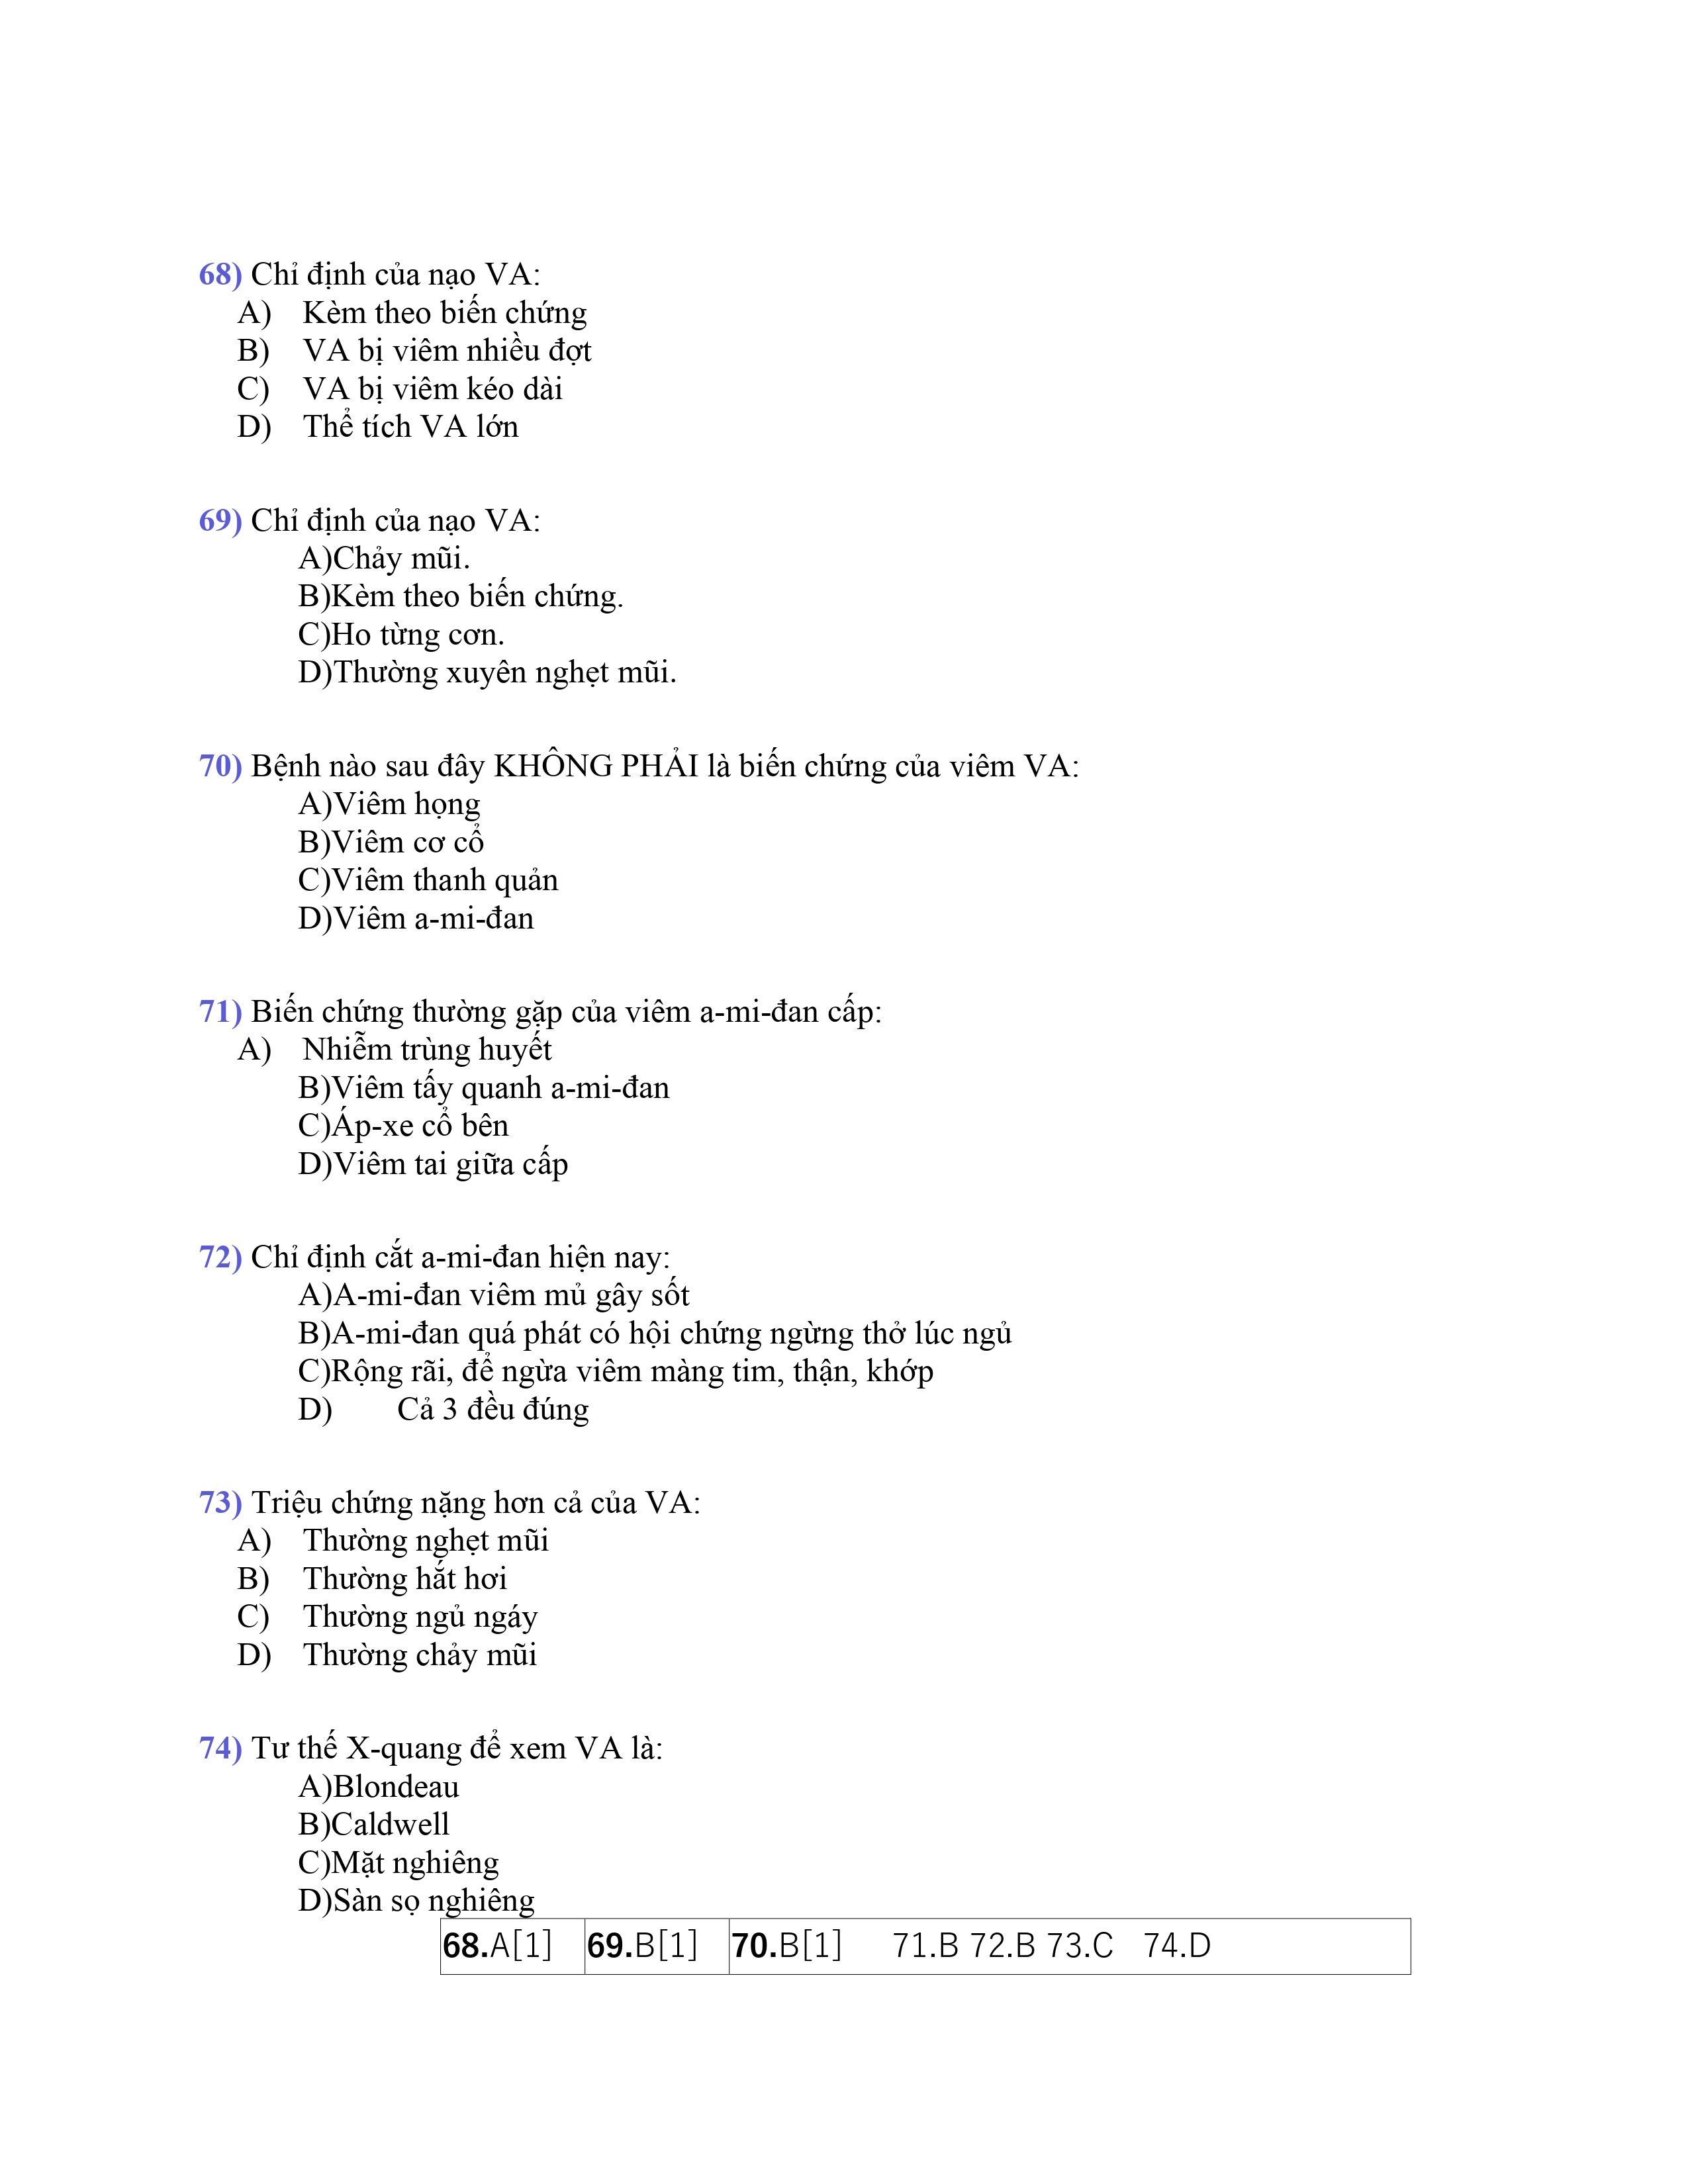 68) Chỉ định của nạo VA:
A) Kèm theo biến chứng
B) VA bị viêm nhiều đợt
C) VA bị viêm kéo dài
D) Thể tích VA lớn
69) Chỉ định của nạo VA:
A)Chảy mũi.
B)Kèm theo biến chứng.
C)Ho từng cơn.
D)Thường xuyên nghẹt mũi.
70) Bệnh nào sau đây KHÔNG PHẢI là biến chứng của viêm VA:
A)Viêm họng
B)Viêm cơ cổ
C)Viêm thanh quản
D)Viêm a-mi-đan
71) Biến chứng thường gặp của viêm a-mi-đan cấp:
A) Nhiễm trùng huyết
B)Viêm tấy quanh a-mi-đan
C)Áp-xe cổ bên
D)Viêm tai giữa cấp
72) Chỉ định cắt a-mi-đan hiện nay:
A)A-mi-đan viêm mủ gây sốt
B)A-mi-đan quá phát có hội chứng ngừng thở lúc ngủ
C)Rộng rãi, để ngừa viêm màng tim, thận, khớp
D) Cả 3 đều đúng
73) Triệu chứng nặng hơn cả của VA:
A) Thường nghẹt mũi
B) Thường hắt hơi
C) Thường ngủ ngáy
D) Thường chảy mũi
74) Tư thế X-quang để xem VA là:
A)Blondeau
B)Caldwell
C)Mặt nghiêng
D)Sàn sọ nghiêng
68.A[1] 69.B[1] 70.B[1] 71.B 72.B 73.C 74.D